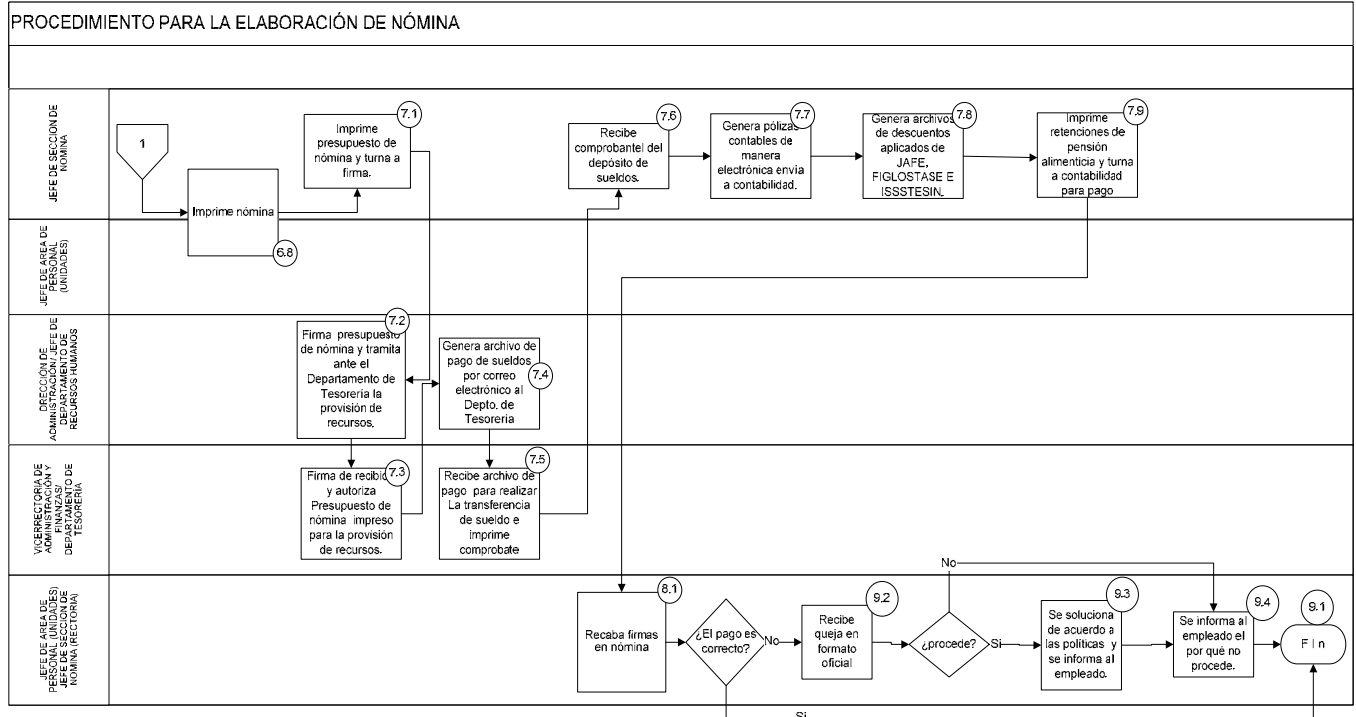 PROCEDIMIENTO PARA LA ELABORACIÓN DE NÓMINA
JEFE DE SECCION DE
NOMINA
1
Imprime nómina
6.8
7.1
Imprime
presupuesto de
nómina y turna a
firma.
7.6
Recibe
comprobantel del
depósito de
sueldos.
7.7
Genera pólizas
contables de
manera
electrónica envía
a contabilidad.
7.8
Genera archivos
de descuentos
aplicados de
JAFE,
FIGLOSTASE E
ISSSTESIN.
7.9
Imprime
retenciones de
pensión
alimenticia y turna
a contabilidad
para pago
JEFE DE AREA DE
PERSONAL
(UNIDADES)
DRECCIÓN DE
ADMINISTRACIÓN/ JEFE DE
DEPARTAMENTO DE
RECURSOS HUMANOS
7.2
Firma presupuesto
de nómina y tramita
ante el
Departamento de
Tesorería la
provisión de
recursos.
Genera archivo de
pago de sueldos
por correo
electrónico al
Depto. de
Tesoreria
7.4
VICERRECTORIA DE
ADMINISTRACIÓN Y
FINANZAS/
DEPARTAMENTO DE
TESORERÍA
7.3
Firma de recibido
y autoriza
Presupuesto de
nómina impreso
para la provisión
de recursos.
7.5
Recibe archivo de
pago para realizar
La transferencia
de sueldo e
imprime
comprobate
JEFE DE AREA DE
PERSONAL (UNIDADES)
JEFE DE SECCION DE
NOMINA (RECTORIA)
8.1
Recaba firmas
en nómina
¿El pago es
correcto?
No
9.2
Recibe
queja en
formato
oficial
¿procede?
No
Si
9.3
Se soluciona
de acuerdo a
las políticas y
se informa al
empleado.
9.4
Se informa al
empleado el
por qué no
procede.
9.1
F I n
Si